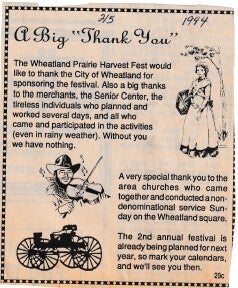 2/5 1994
A Big "Thank You"
The Wheatland Prairie Harvest Fest would
like to thank the City of Wheatland for
sponsoring the festival. Also a big thanks
to the merchants, the Senior Center, the
tireless individuals who planned and
worked several days, and all who
came and participated in the activities
(even in rainy weather). Without you
we have nothing.
A very special thank you to the
area churches who came
together and conducted a non-
denominational service Sun-
day on the Wheatland square.
The 2nd annual festival is
already being planned for next
year, so mark your calendars,
and we'll see you then.
29c